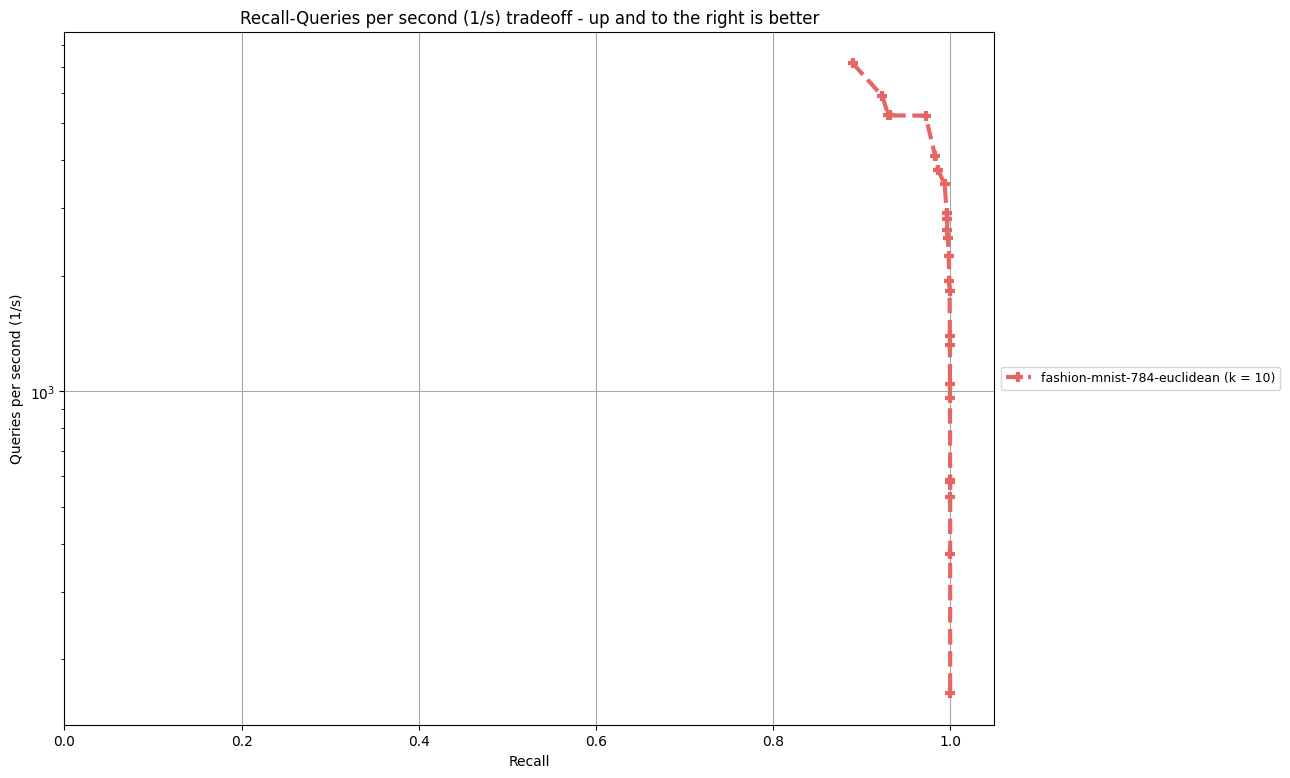 Recall-Queries per second (1/s) tradeoff - up and to the right is better
Queries per second (1/s)
10³
fashion-mnist-784-euclidean (k = 10)
0.0 0.2 0.4 0.6 0.8 1.0
Recall